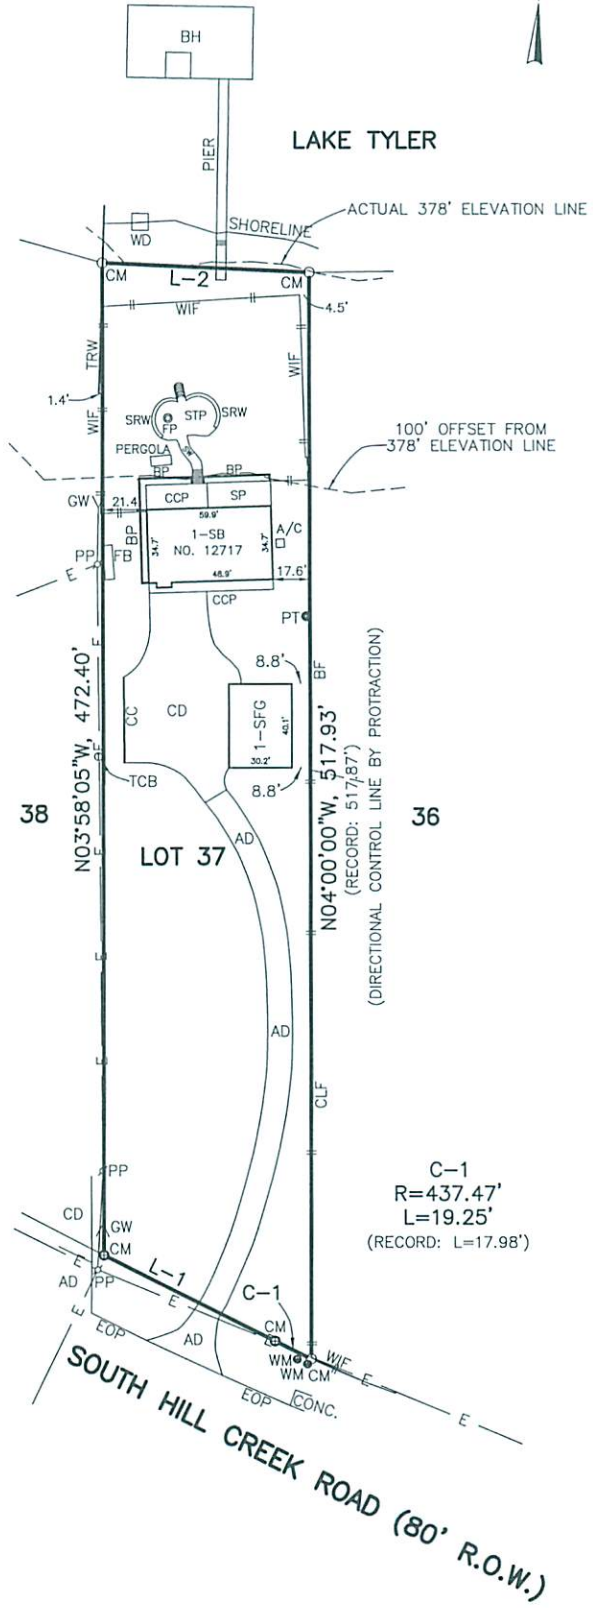 BH
PIER
LAKE TYLER
ACTUAL 378' ELEVATION LINE
SHORELINE
WD
CM
L-2
CM
WIF
4.5'
TRW
WIF
1.4'
WIF
SRW
FP
STP
SRW
100' OFFSET FROM
378' ELEVATION LINE
PERGOLA
BP
BP
GW
21.4
CCP
SP
59.9'
BP
1-SB
NO. 12717
34.7'
34.7'
A/C
PP
FB
E
48.9'
17.6'
CCP
PT
E
8.8'
BF
CC
CD
1-SFG
40.1'
30.2'
8.8'
E
TCB
N03°58'05"W, 472.40'
N04°00'00"W, 517.93'
(RECORD: 517.87')
(DIRECTIONAL CONTROL LINE BY PROTRACTION)
38
LOT 37
36
AD
E
E
AD
E
CLF
PP
C-1
R=437.47'
L=19.25'
(RECORD: L=17.98')
CD
GW
CM
E
AD
PP
L-1
E
C-1
E
EOP
AD
CM
WM
WM
CM
WIF
E
EOP
CONC.
E
SOUTH HILL CREEK ROAD (80' R.O.W.)